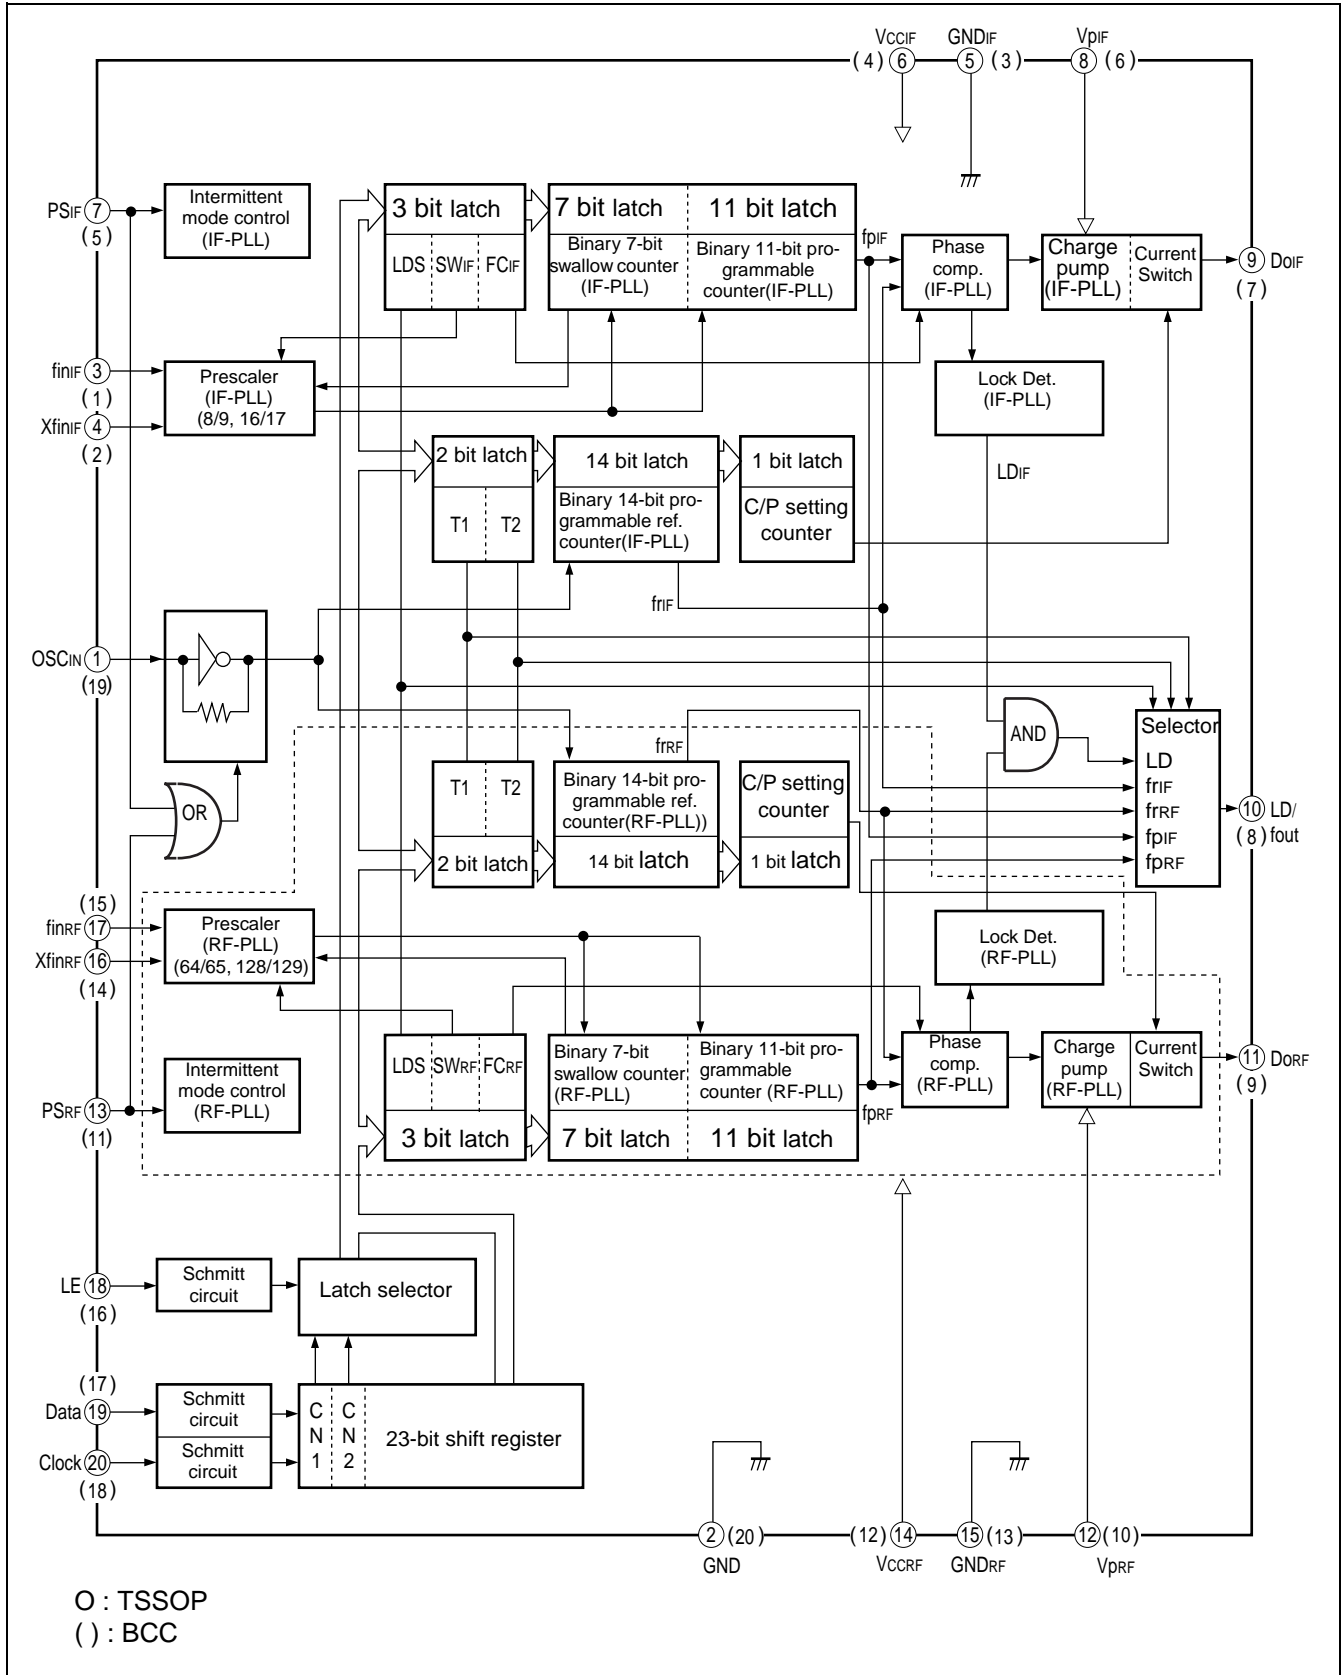 VCCIF GNDIF VpIF
(4) 6 5 (3) 8 (6)
PSIF 7
(5)
Intermittent
mode control
(IF-PLL)
3 bit latch
LDS SWIF FCIF
7 bit latch 11 bit latch
Binary 7-bit
swallow counter
(IF-PLL)
Binary 11-bit pro-
grammable
counter(IF-PLL)
fpIF
Phase
comp.
(IF-PLL)
Charge
pump
(IF-PLL)
Current
Switch
9 DoIF
(7)
finIF 3
(1)
XfinIF 4
(2)
Prescaler
(IF-PLL)
(8/9, 16/17
Lock Det.
(IF-PLL)
LDIF
2 bit latch
T1 T2
14 bit latch
Binary 14-bit pro-
grammable ref.
counter(IF-PLL)
1 bit latch
C/P setting
counter
frIF
OSCIN 1
(19)
OR
AND
Selector
LD
frIF
frRF
fpIF
fpRF
10 LD/
(8) fout
frRF
T1 T2
2 bit latch
Binary 14-bit pro-
grammable ref.
counter(RF-PLL))
14 bit latch
C/P setting
counter
1 bit latch
(15)
finRF 17
XfinRF 16
(14)
Prescaler
(RF-PLL)
(64/65, 128/129)
Lock Det.
(RF-PLL)
LDS SWRF FCRF
3 bit latch
Binary 7-bit
swallow counter
(RF-PLL)
Binary 11-bit pro-
grammable
counter (RF-PLL)
7 bit latch 11 bit latch
fpRF
Phase
comp.
(RF-PLL)
Charge
pump
(RF-PLL)
Current
Switch
11 DoRF
(9)
Intermittent
mode control
(RF-PLL)
PSRF 13
(11)
LE 18
(16)
Schmitt
circuit
Latch selector
(17)
Data 19
Schmitt
circuit
Clock 20
(18)
Schmitt
circuit
C
N
1
C
N
2
23-bit shift register
2 (20)
GND
(12) 14
VCCRF
15 (13)
GNDRF
12 (10)
VpRF
O : TSSOP
( ) : BCC